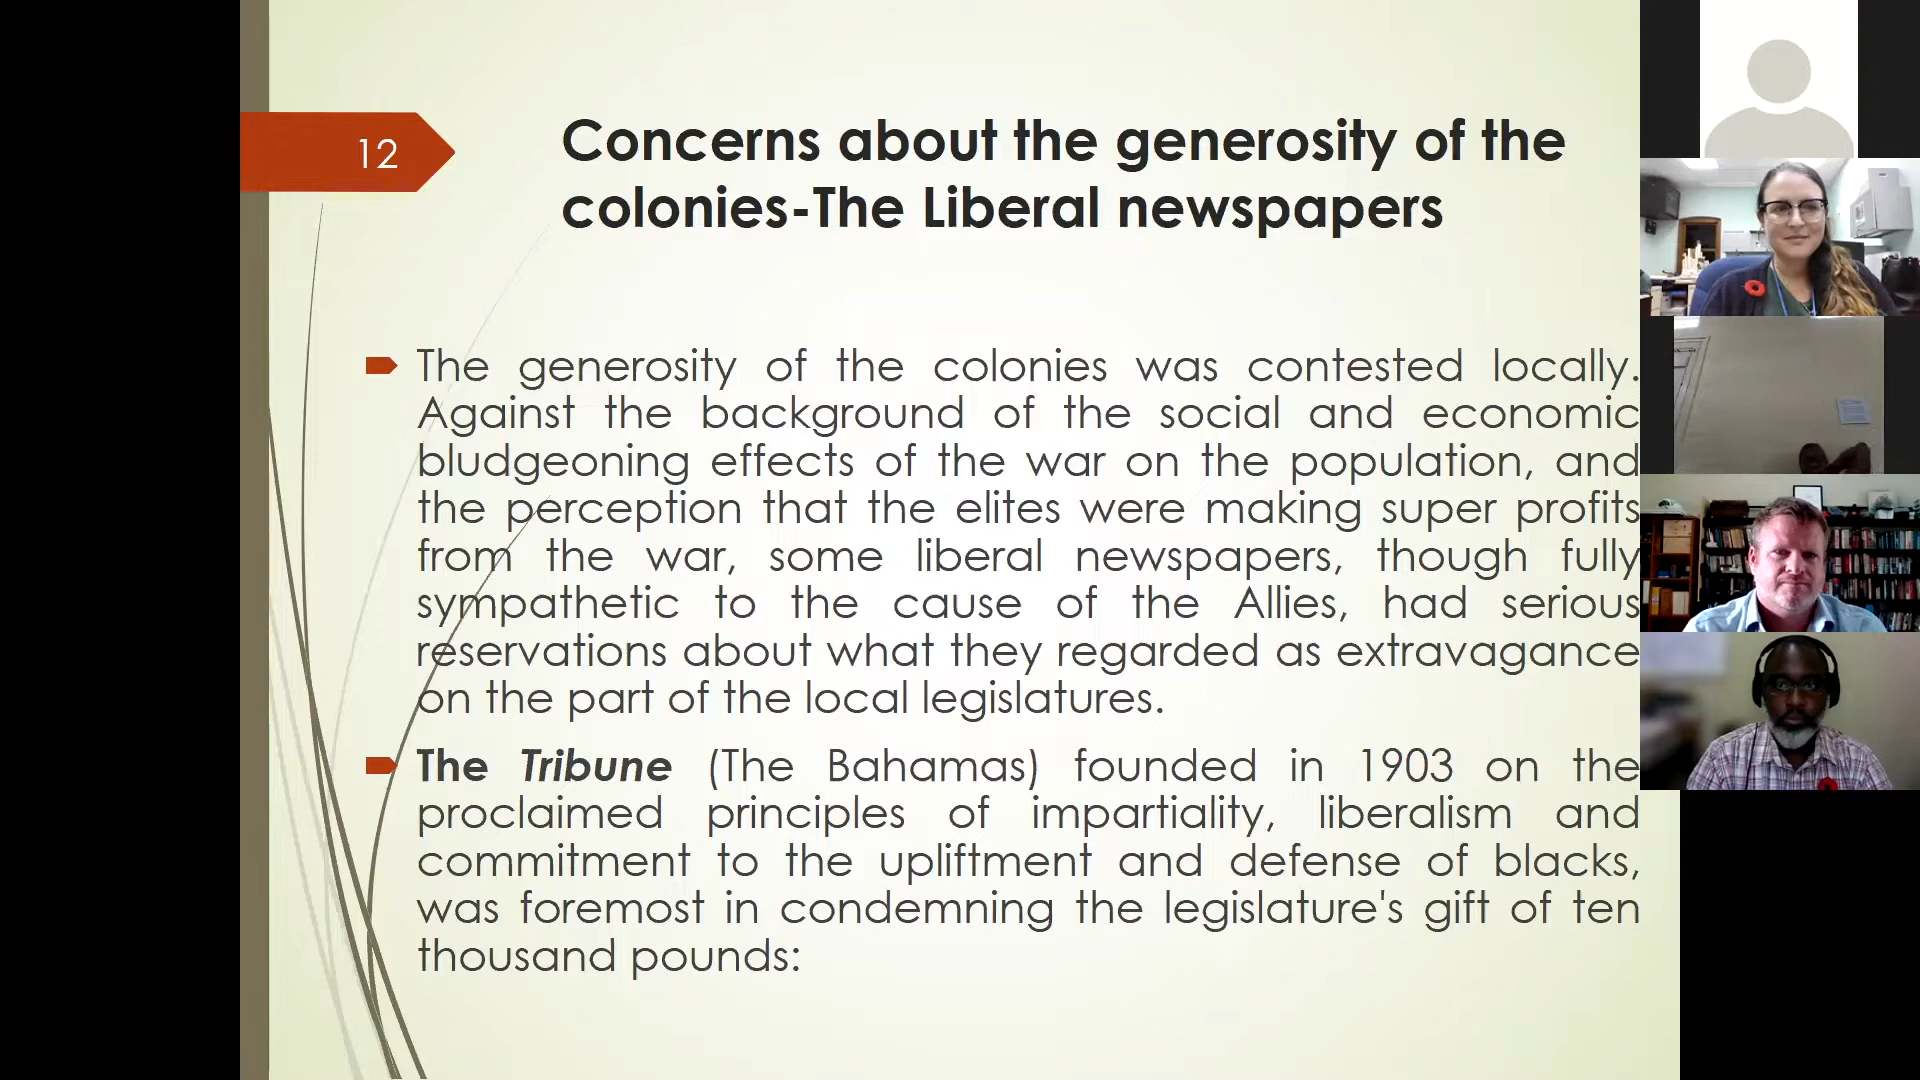 12
Concerns about the generosity of the
colonies-The Liberal newspapers
The generosity of the colonies was contested locally.
Against the background of the social and economic
bludgeoning effects of the war on the population, and
the perception that the elites were making super profits
from the war, some liberal newspapers, though fully
sympathetic to the cause of the Allies, had serious
reservations about what they regarded as extravagance
on the part of the local legislatures.
The Tribune (The Bahamas) founded in 1903 on the
proclaimed principles of impartiality, liberalism and
commitment to the upliftment and defense of blacks,
was foremost in condemning the legislature's gift of ten
thousand pounds: